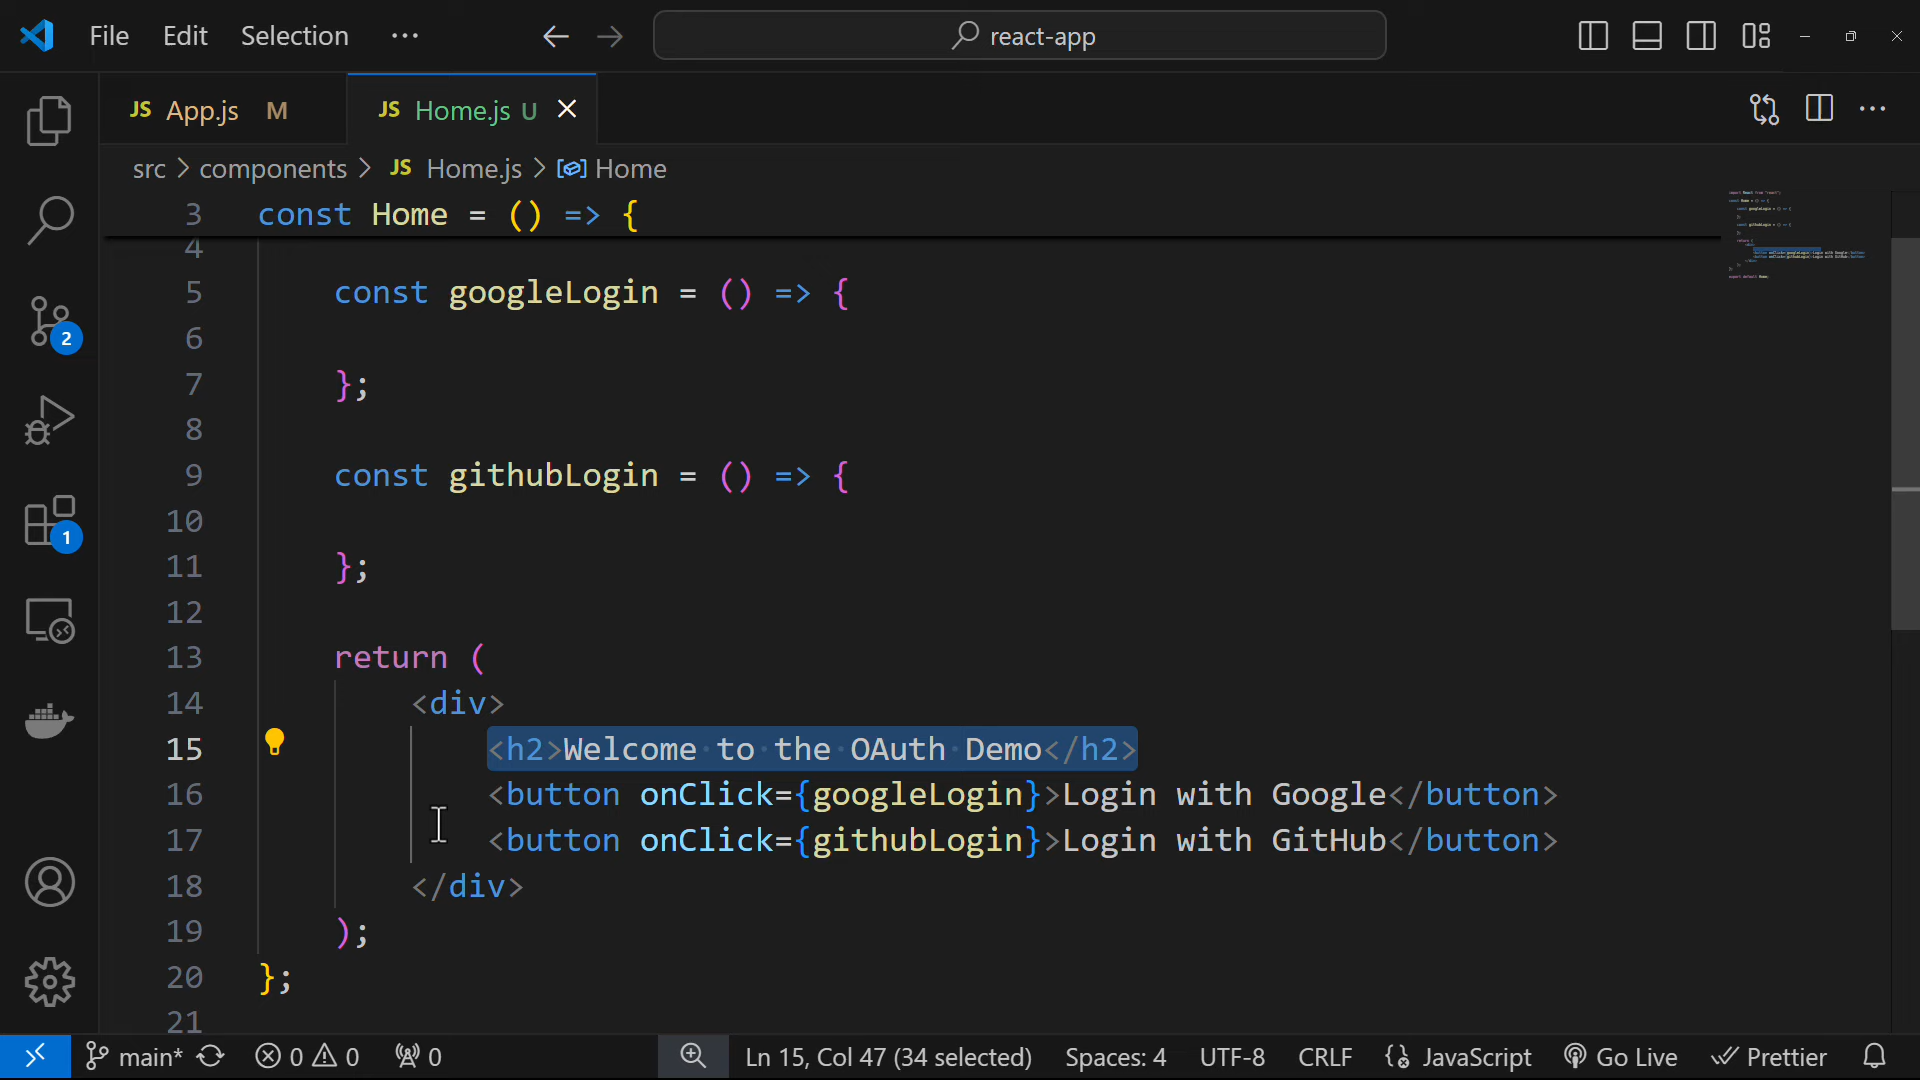 File Edit Selection ··· react-app
JS App.js M JS Home.js U
src > components > JS Home.js > Home
3 const Home = () => {
4
5 const googleLogin = () => {
6
7 };
8
9 const githubLogin = () => {
10
11 };
12
13 return (
14 <div>
15 <h2>Welcome to the OAuth Demo</h2>
16 <button onClick={googleLogin}>Login with Google</button>
17 <button onClick={githubLogin}>Login with GitHub</button>
18 </div>
19 );
20 };
21
2
1
main* 0 0 0 Ln 15, Col 47 (34 selected) Spaces: 4 UTF-8 CRLF JavaScript Go Live Prettier